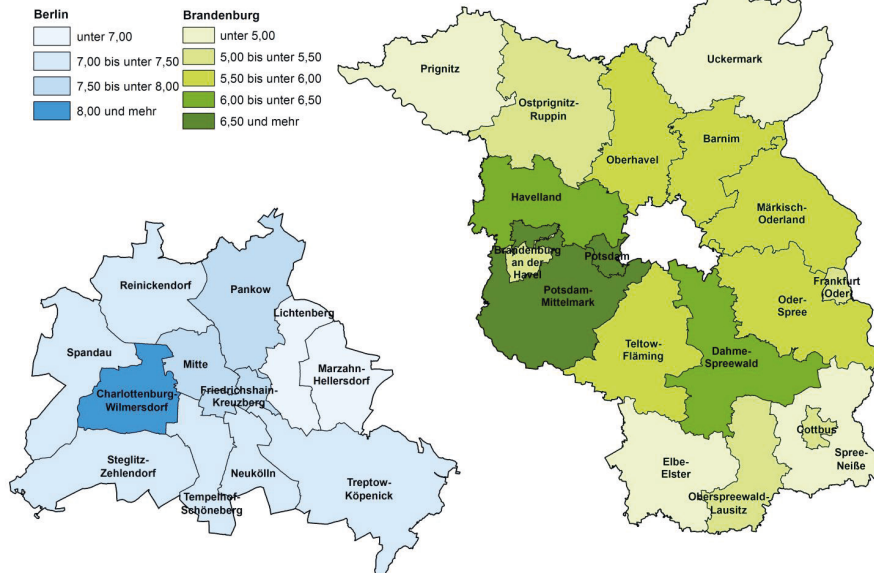 Berlin
unter 7,00
7,00 bis unter 7,50
7,50 bis unter 8,00
8,00 und mehr
Brandenburg
unter 5,00
5,00 bis unter 5,50
5,50 bis unter 6,00
6,00 bis unter 6,50
6,50 und mehr
Prignitz
Uckermark
Ostprignitz-
Ruppin
Oberhavel
Barnim
Havelland
Märkisch-
Oderland
Brandenburg
an der
Havel
Potsdam
Potsdam-
Mittelmark
Frankfurt
(Oder)
Oder-
Spree
Teltow-
Fläming
Dahme-
Spreewald
Cottbus
Spree-
Neiße
Elbe-
Elster
Oberspreewald-
Lausitz
Reinickendorf
Pankow
Lichtenberg
Spandau
Mitte
Marzahn-
Hellersdorf
Charlottenburg-
Wilmersdorf
Friedrichshain-
Kreuzberg
Steglitz-
Zehlendorf
Neukölln
Treptow-
Köpenick
Tempelhof-
Schöneberg